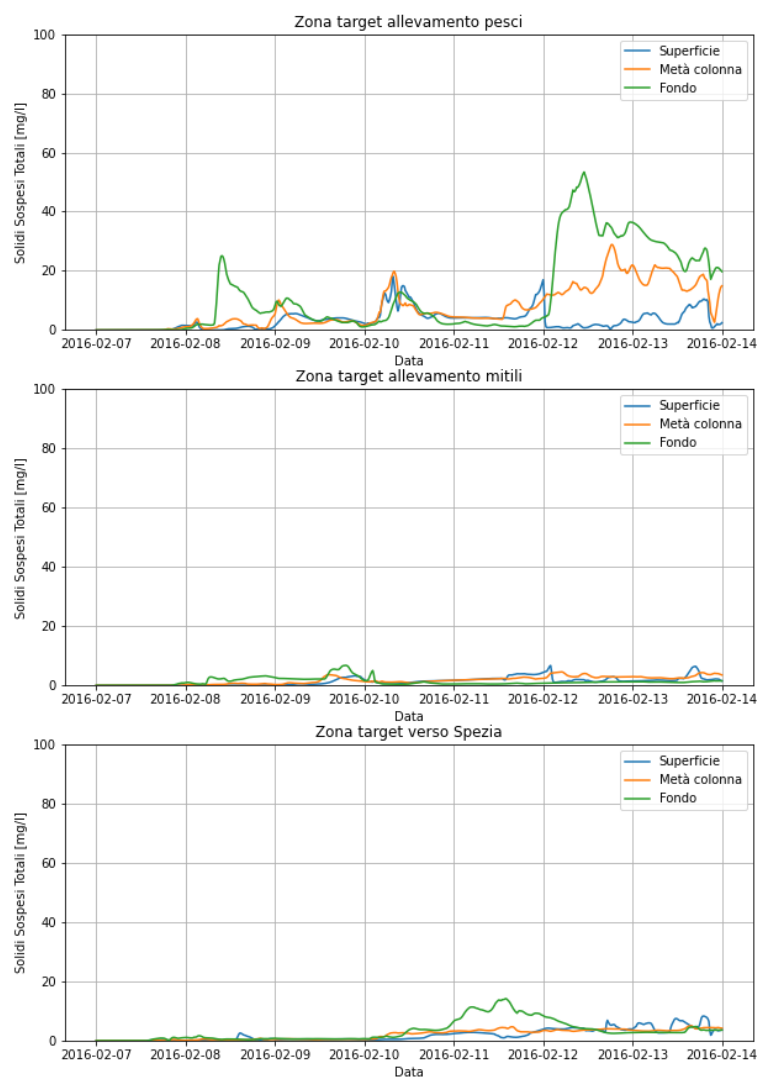 Zona target allevamento pesci
Solidi Sospesi Totali [mg/l]
100
80
60
40
20
0
Superficie
Metà colonna
Fondo
2016-02-07 2016-02-08 2016-02-09 2016-02-10 2016-02-11 2016-02-12 2016-02-13 2016-02-14
Data
Zona target allevamento mitili
Solidi Sospesi Totali [mg/l]
100
80
60
40
20
0
Superficie
Metà colonna
Fondo
2016-02-07 2016-02-08 2016-02-09 2016-02-10 2016-02-11 2016-02-12 2016-02-13 2016-02-14
Data
Zona target verso Spezia
Solidi Sospesi Totali [mg/l]
100
80
60
40
20
0
Superficie
Metà colonna
Fondo
2016-02-07 2016-02-08 2016-02-09 2016-02-10 2016-02-11 2016-02-12 2016-02-13 2016-02-14
Data